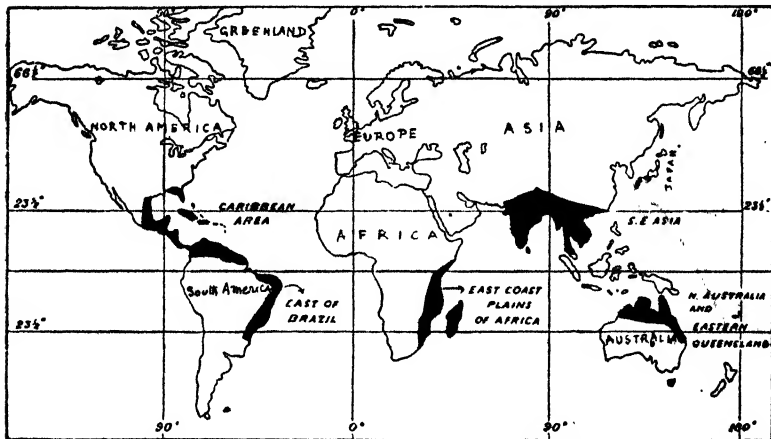 90° 0° 90° 180°
GREENLAND
66½° 66½°
NORTH AMERICA EUROPE ASIA
JAPAN
23½° CARIBBEAN 23½°
AREA
S.E ASIA
AFRICA
South America
EAST OF
BRAZIL
EAST COAST
PLAINS
OF AFRICA
N. AUSTRALIA
AND
EASTERN
QUEENSLAND
23½°
AUSTRALIA
90° 0° 90° 180°